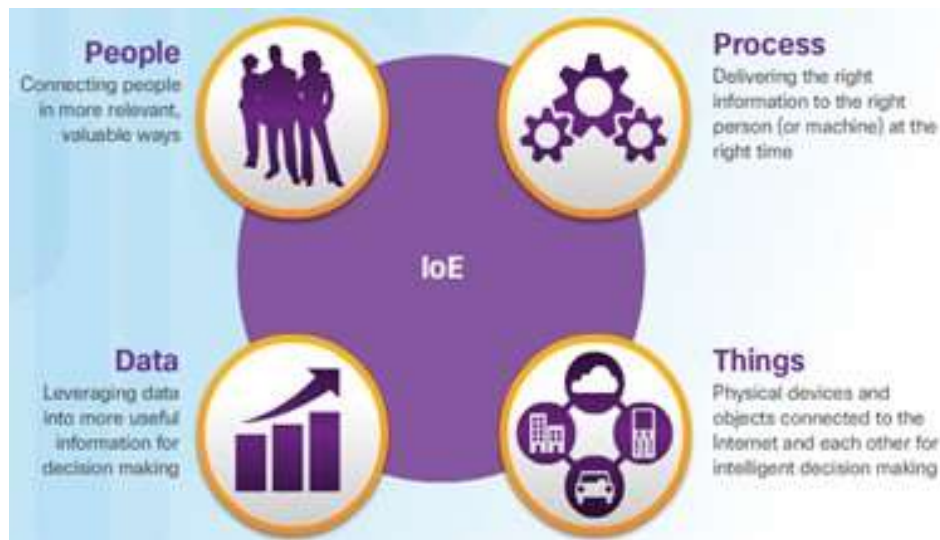 People
Connecting people
in more relevant,
valuable ways
Process
Delivering the right
information to the right
person (or machine) at the
right time
IoE
Data
Leveraging data
into more useful
information for
decision making
Things
Physical devices and
objects connected to the
Internet and each other for
intelligent decision making